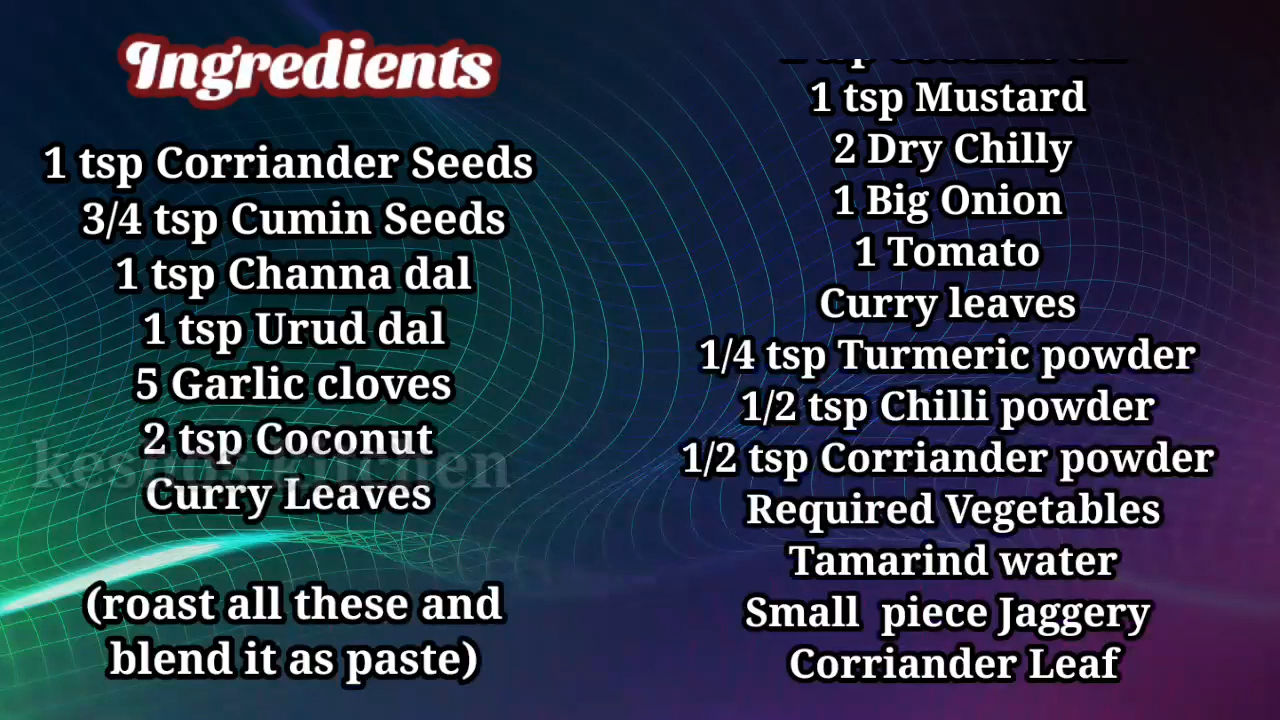 Ingredients
1 tsp Corriander Seeds
3/4 tsp Cumin Seeds
1 tsp Channa dal
1 tsp Urud dal
5 Garlic cloves
2 tsp Coconut
Curry Leaves
(roast all these and
blend it as paste)
1 tsp Mustard
2 Dry Chilly
1 Big Onion
1 Tomato
Curry leaves
1/4 tsp Turmeric powder
1/2 tsp Chilli powder
1/2 tsp Corriander powder
Required Vegetables
Tamarind water
Small  piece Jaggery
Corriander Leaf
kitchen